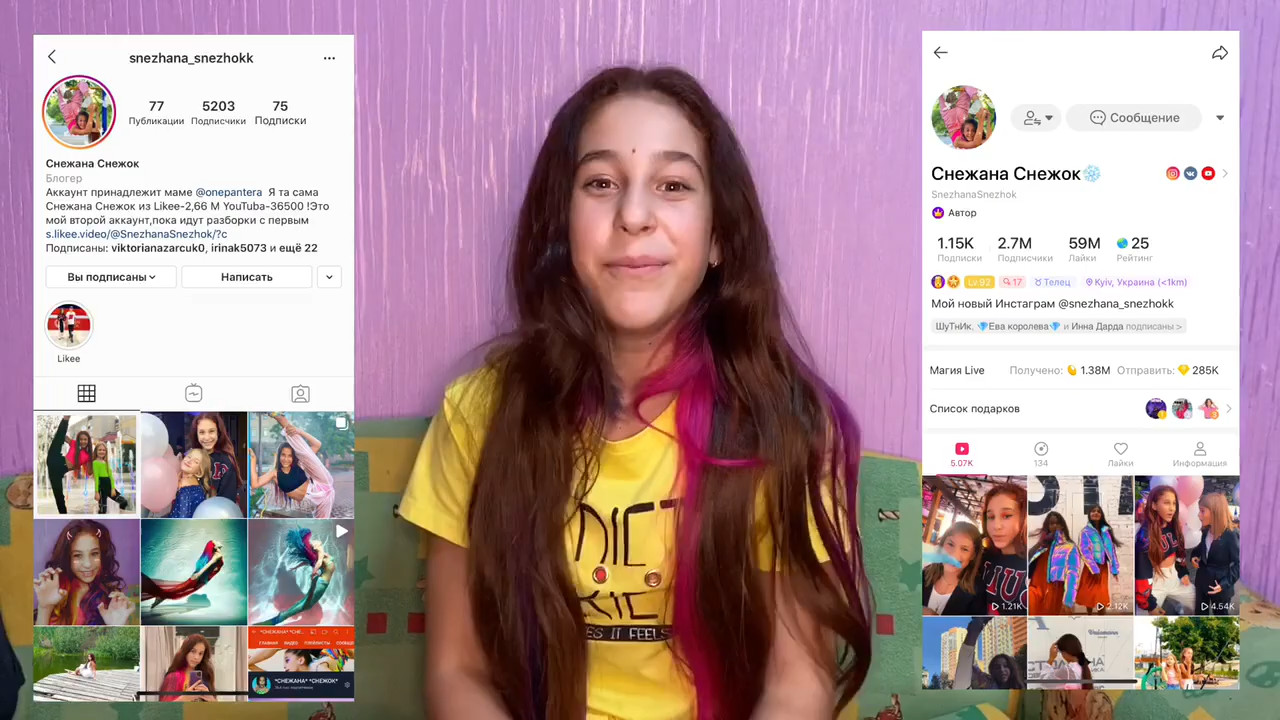 snezhana_snezhokk
77 5203 75
Публикации Подписчики Подписки
Снежана Снежок
Блогер
Аккаунт принадлежит маме @onepantera Я та сама
Снежана Снежок из Likee-2,66 M YouTuba-301 К !Это
мой второй аккаунт,пока идут разборки с первым
s.likee.video/@SnezhanaSnezhok/?c
Подписаны: viktorianazarcuk0, irinak5073 и ещё 22
Вы подписаны Написать
Likee
*СНЕЖАНА* *СНЕЖОК*
Сообщение
Снежана Снежок
SnezhanaSnezhok
Автор
1.15K 2.7M 59M 25
Подписки Подписчики Лайки Рейтинг
Lv.92 17 Телец Kyiv, Украина (<1km)
Мой новый Инстаграм @snezhana_snezhokk
ШуТнИк, Ева королева и Инна Дарда подписаны >
Магия Live Получено: 1.38M Отправить: 285K
Список подарков
5.07K 134 Лайки Информация
1.21K 2.12K 4.54K